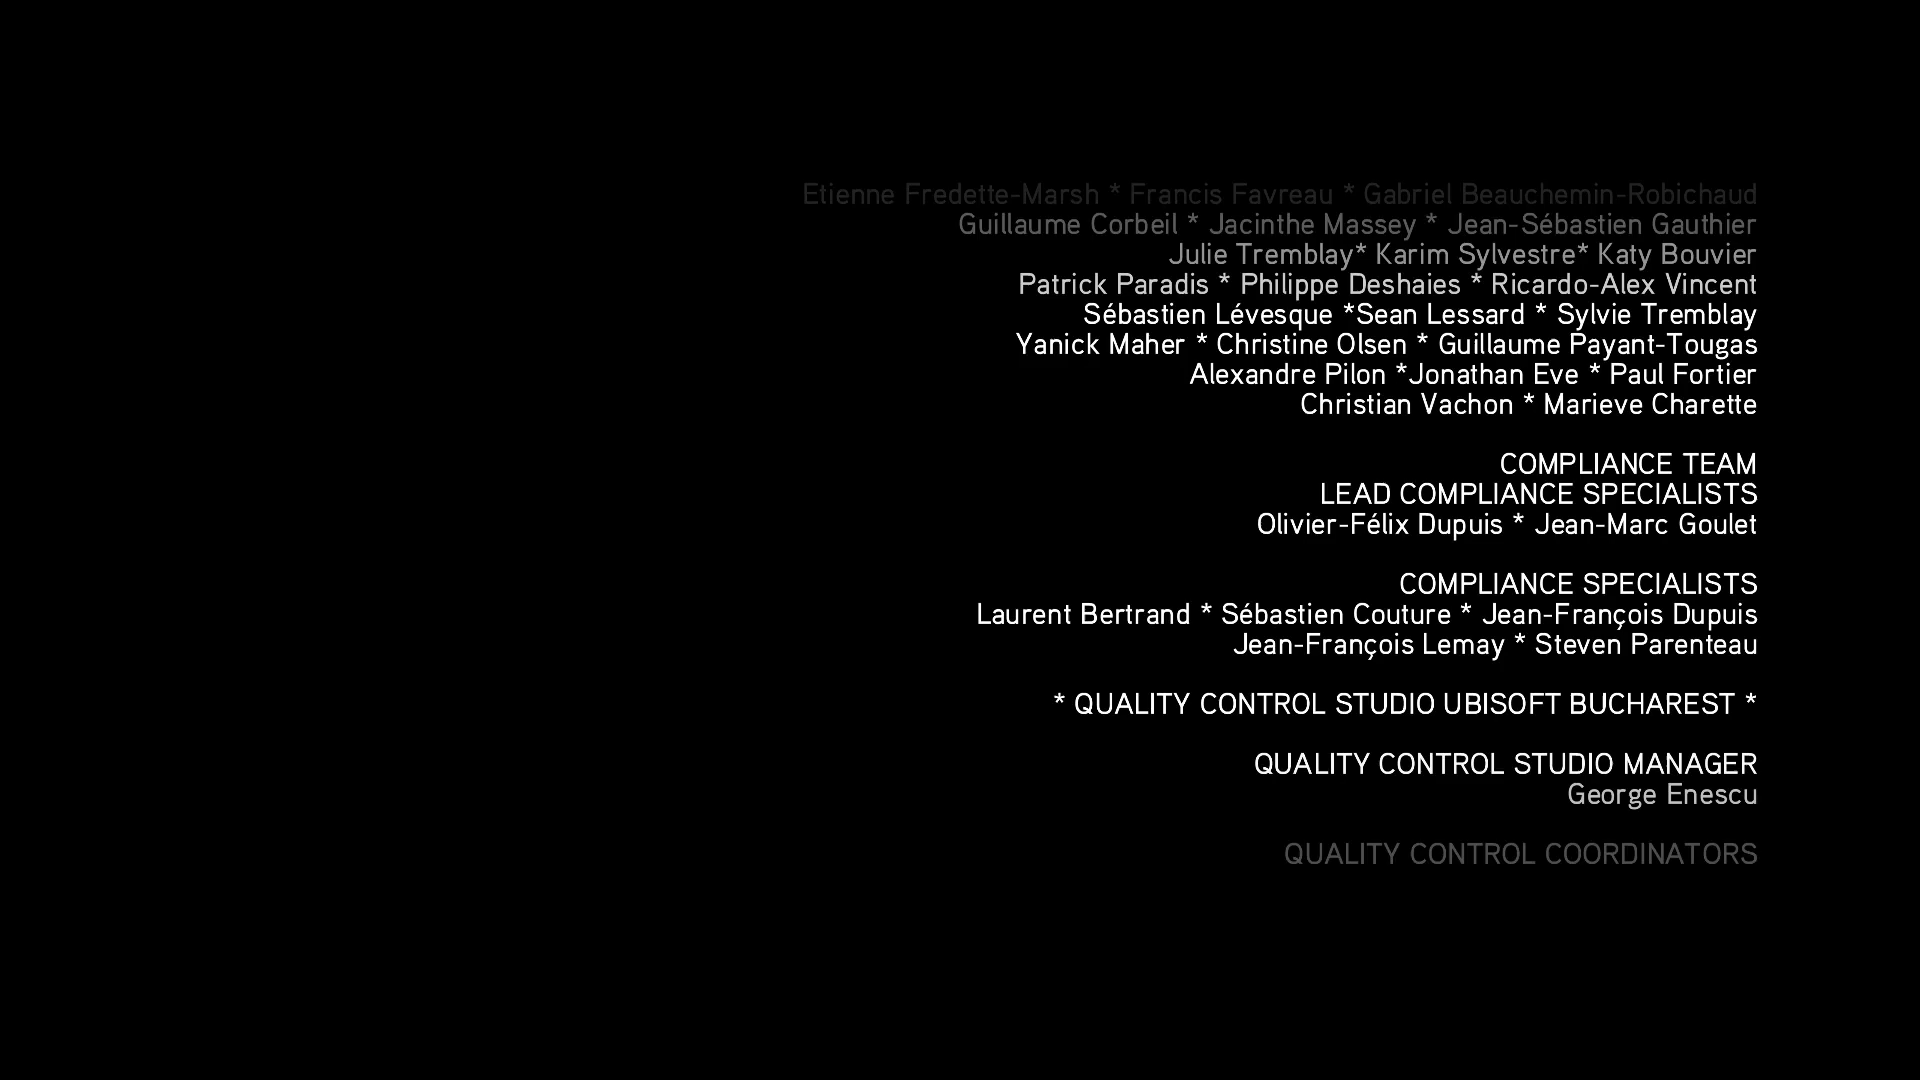 Etienne Fredette-Marsh * Francis Favreau * Gabriel Beauchemin-Robichaud
Guillaume Corbeil * Jacinthe Massey * Jean-Sébastien Gauthier
Julie Tremblay* Karim Sylvestre* Katy Bouvier
Patrick Paradis * Philippe Deshaies * Ricardo-Alex Vincent
Sébastien Lévesque *Sean Lessard * Sylvie Tremblay
Yanick Maher * Christine Olsen * Guillaume Payant-Tougas
Alexandre Pilon *Jonathan Eve * Paul Fortier
Christian Vachon * Marieve Charette
COMPLIANCE TEAM
LEAD COMPLIANCE SPECIALISTS
Olivier-Félix Dupuis * Jean-Marc Goulet
COMPLIANCE SPECIALISTS
Laurent Bertrand * Sébastien Couture * Jean-François Dupuis
Jean-François Lemay * Steven Parenteau
* QUALITY CONTROL STUDIO UBISOFT BUCHAREST *
QUALITY CONTROL STUDIO MANAGER
George Enescu
QUALITY CONTROL COORDINATORS